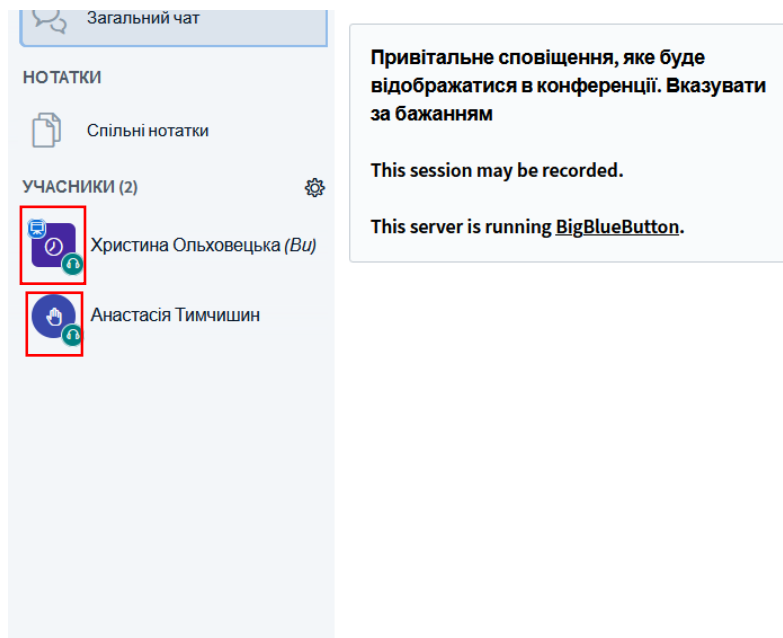 Загальний чат
НОТАТКИ
Спільні нотатки
УЧАСНИКИ (2)
Христина Ольховецька (Ви)
Анастасія Тимчишин
Привітальне сповіщення, яке буде
відображатися в конференції. Вказувати
за бажанням
This session may be recorded.
This server is running BigBlueButton.